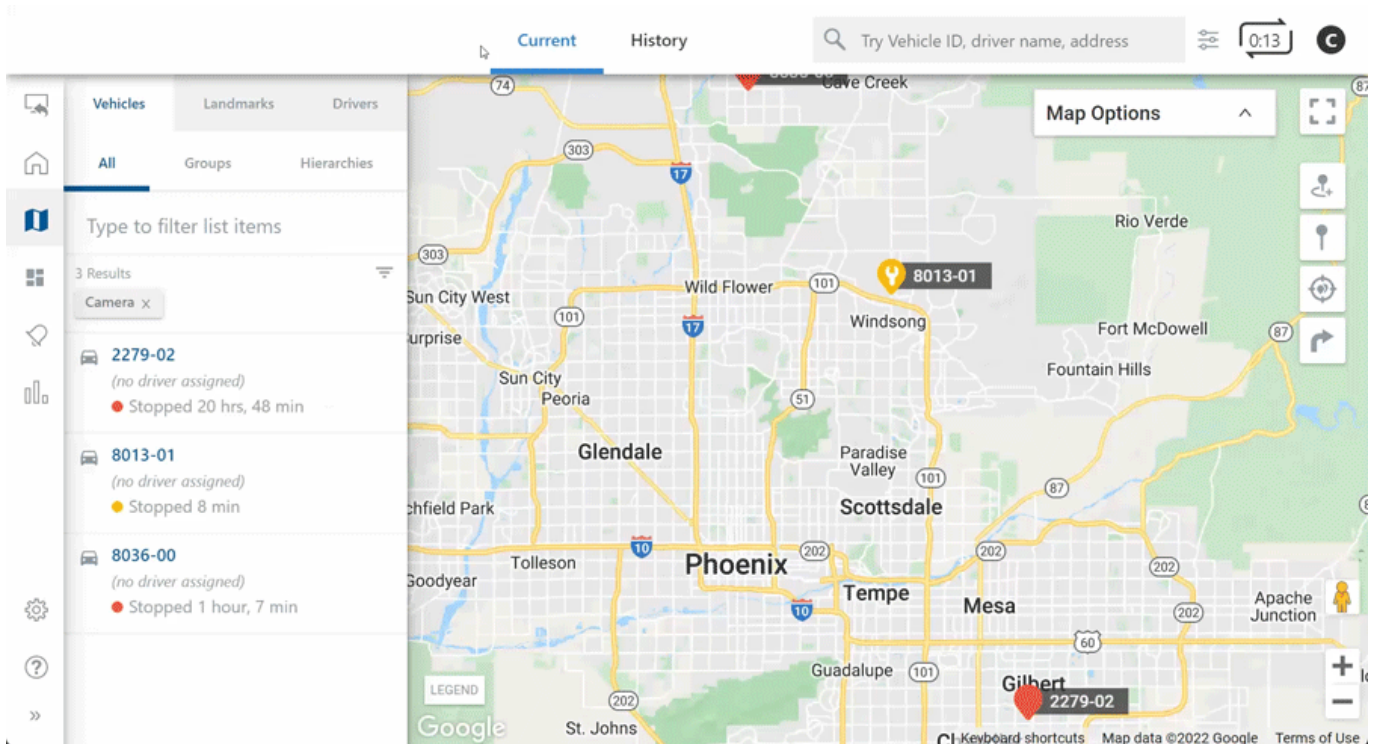 Current
History
Try Vehicle ID, driver name, address
0:13
C
Vehicles
Landmarks
Drivers
All
Groups
Hierarchies
Type to filter list items
3 Results
Camera x
2279-02
(no driver assigned)
Stopped 20 hrs, 48 min
8013-01
(no driver assigned)
Stopped 8 min
8036-00
(no driver assigned)
Stopped 1 hour, 7 min
Map Options
74
Cave Creek
87
303
17
Rio Verde
303
8013-01
Sun City West
Wild Flower
101
101
17
Windsong
Fort McDowell
87
Fountain Hills
Sun City
Peoria
51
Glendale
Paradise
Valley
101
87
Scottsdale
chfield Park
10
Tolleson
Phoenix
202
202
202
Goodyear
Tempe
Mesa
10
202
Apache
Junction
60
Guadalupe
101
Gilbert
LEGEND
202
2279-02
Google
St. Johns
Keyboard shortcuts
Map data ©2022 Google
Terms of Use